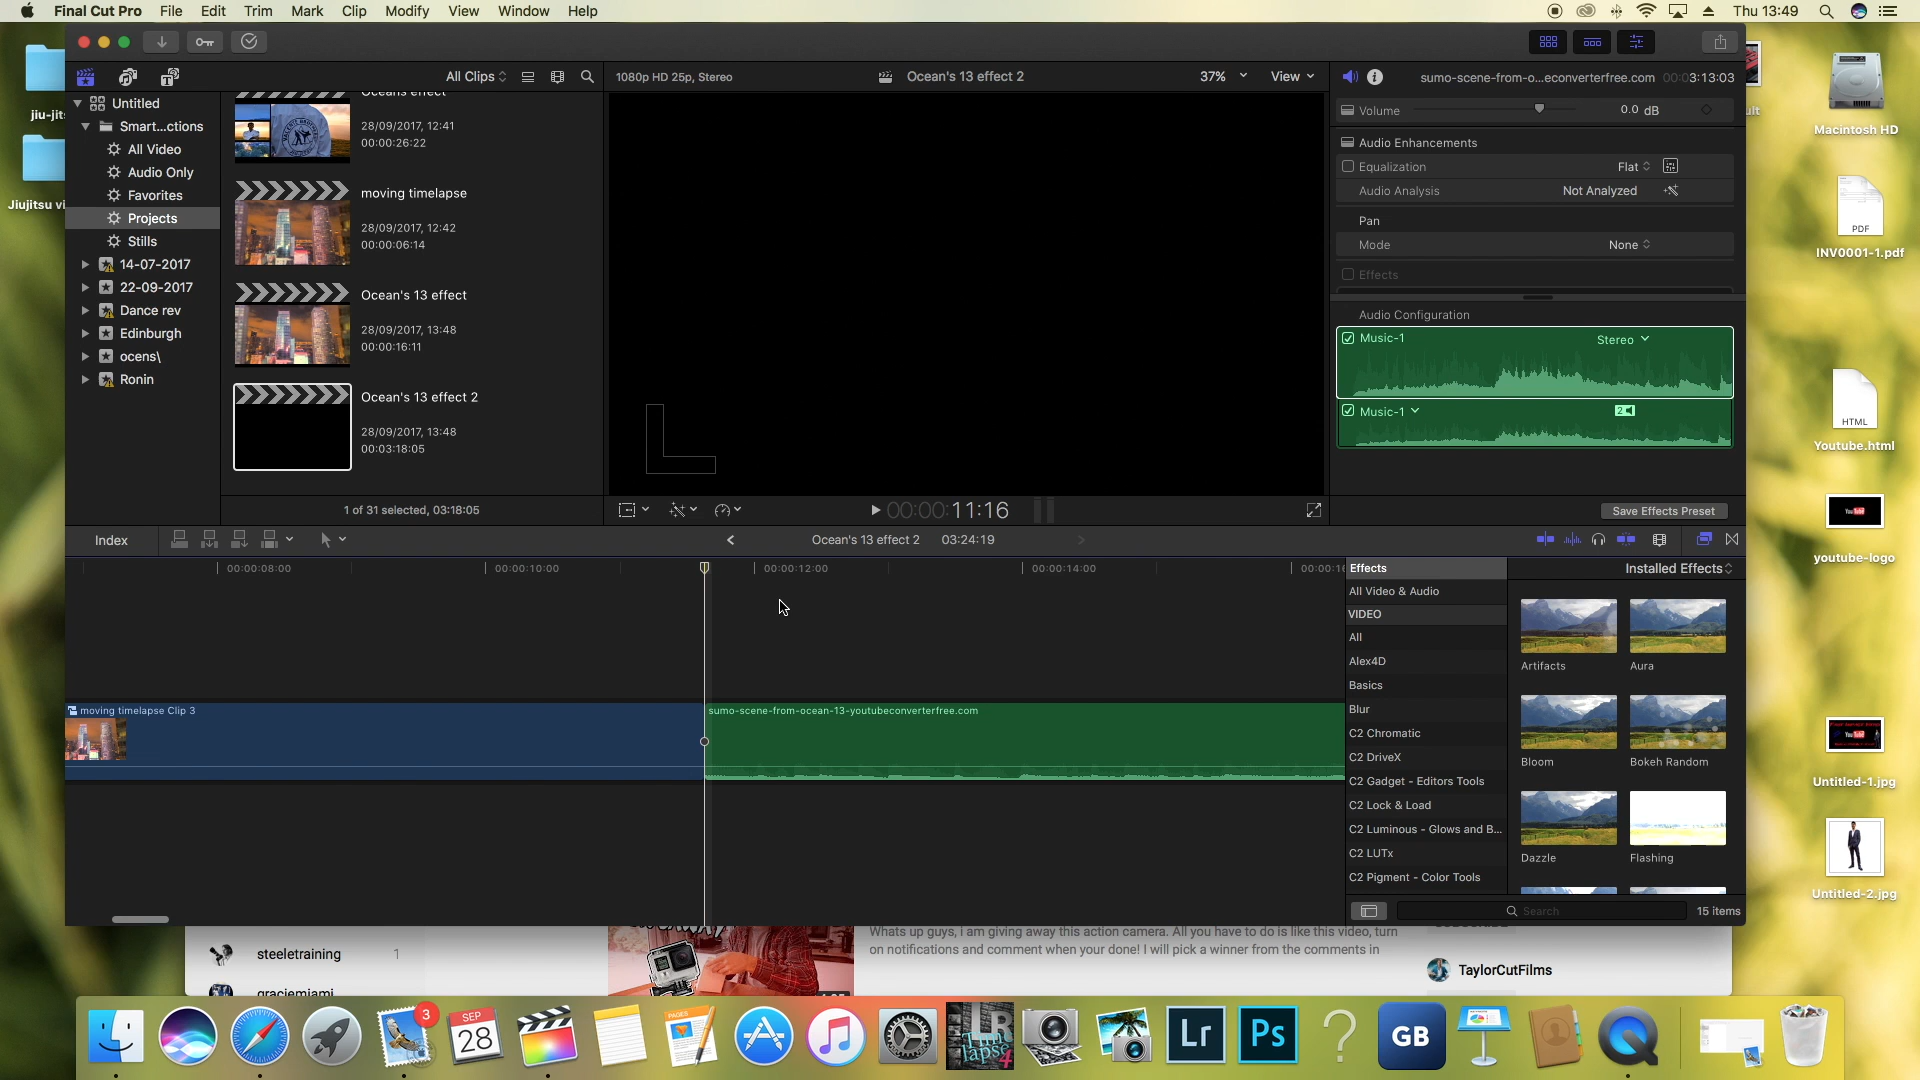 Final Cut Pro File Edit Trim Mark Clip Modify View Window Help
Thu 13:49
All Clips
1080p HD 25p, Stereo
Ocean's 13 effect 2
37%
View
sumo-scene-from-o...econverterfree.com
00:03:13:03
Untitled
Smart...ctions
All Video
Audio Only
Favorites
Projects
Stills
14-07-2017
22-09-2017
Dance rev
Edinburgh
ocens\
Ronin
Oceans effect
28/09/2017, 12:41
00:00:26:22
moving timelapse
28/09/2017, 12:42
00:00:06:14
Ocean's 13 effect
28/09/2017, 13:48
00:00:16:11
Ocean's 13 effect 2
28/09/2017, 13:48
00:03:18:05
1 of 31 selected, 03:18:05
00:00:11:16
Volume
0.0 dB
Audio Enhancements
Equalization
Flat
Audio Analysis
Not Analyzed
Pan
Mode
None
Effects
Audio Configuration
Music-1
Stereo
Music-1
2
Save Effects Preset
Index
Ocean's 13 effect 2
03:24:19
00:00:08:00
00:00:10:00
00:00:12:00
00:00:14:00
00:00:16
moving timelapse Clip 3
sumo-scene-from-ocean-13-youtubeconverterfree.com
Effects
Installed Effects
All Video & Audio
VIDEO
All
Alex4D
Basics
Blur
C2 Chromatic
C2 DriveX
C2 Gadget - Editors Tools
C2 Lock & Load
C2 Luminous - Glows and B...
C2 LUTx
C2 Pigment - Color Tools
Artifacts
Aura
Bloom
Bokeh Random
Dazzle
Flashing
Search
15 items
jiu-jits
Jiujitsu vi
Macintosh HD
PDF
INV0001-1.pdf
HTML
Youtube.html
YouTube
youtube-logo
YouTube
Untitled-1.jpg
Untitled-2.jpg
steeletraining
1
graciemiami
Whats up guys, i am giving away this action camera. All you have to do is like this video, turn
on notifications and comment when your done! I will pick a winner from the comments in
TaylorCutFilms
3
SEP
28
PAGES
LR
Timelapse
4
Lr
Ps
?
GB